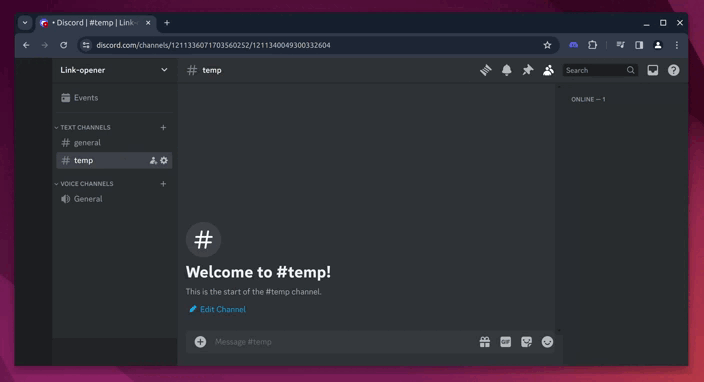 • Discord | #temp | Link-
discord.com/channels/1211336071703560252/1211340049300332604
Link-opener
temp
Search
Events
ONLINE — 1
TEXT CHANNELS
general
temp
VOICE CHANNELS
General
Welcome to #temp!
This is the start of the #temp channel.
Edit Channel
Message #temp
GIF